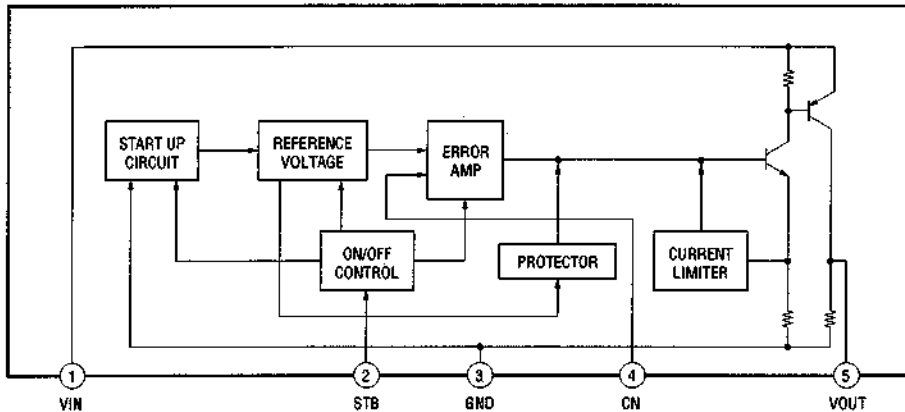 START UP
CIRCUIT
REFERENCE
VOLTAGE
ERROR
AMP
ON/OFF
CONTROL
PROTECTOR
CURRENT
LIMITER
1
2
3
4
5
VIN
STB
GND
CN
VOUT